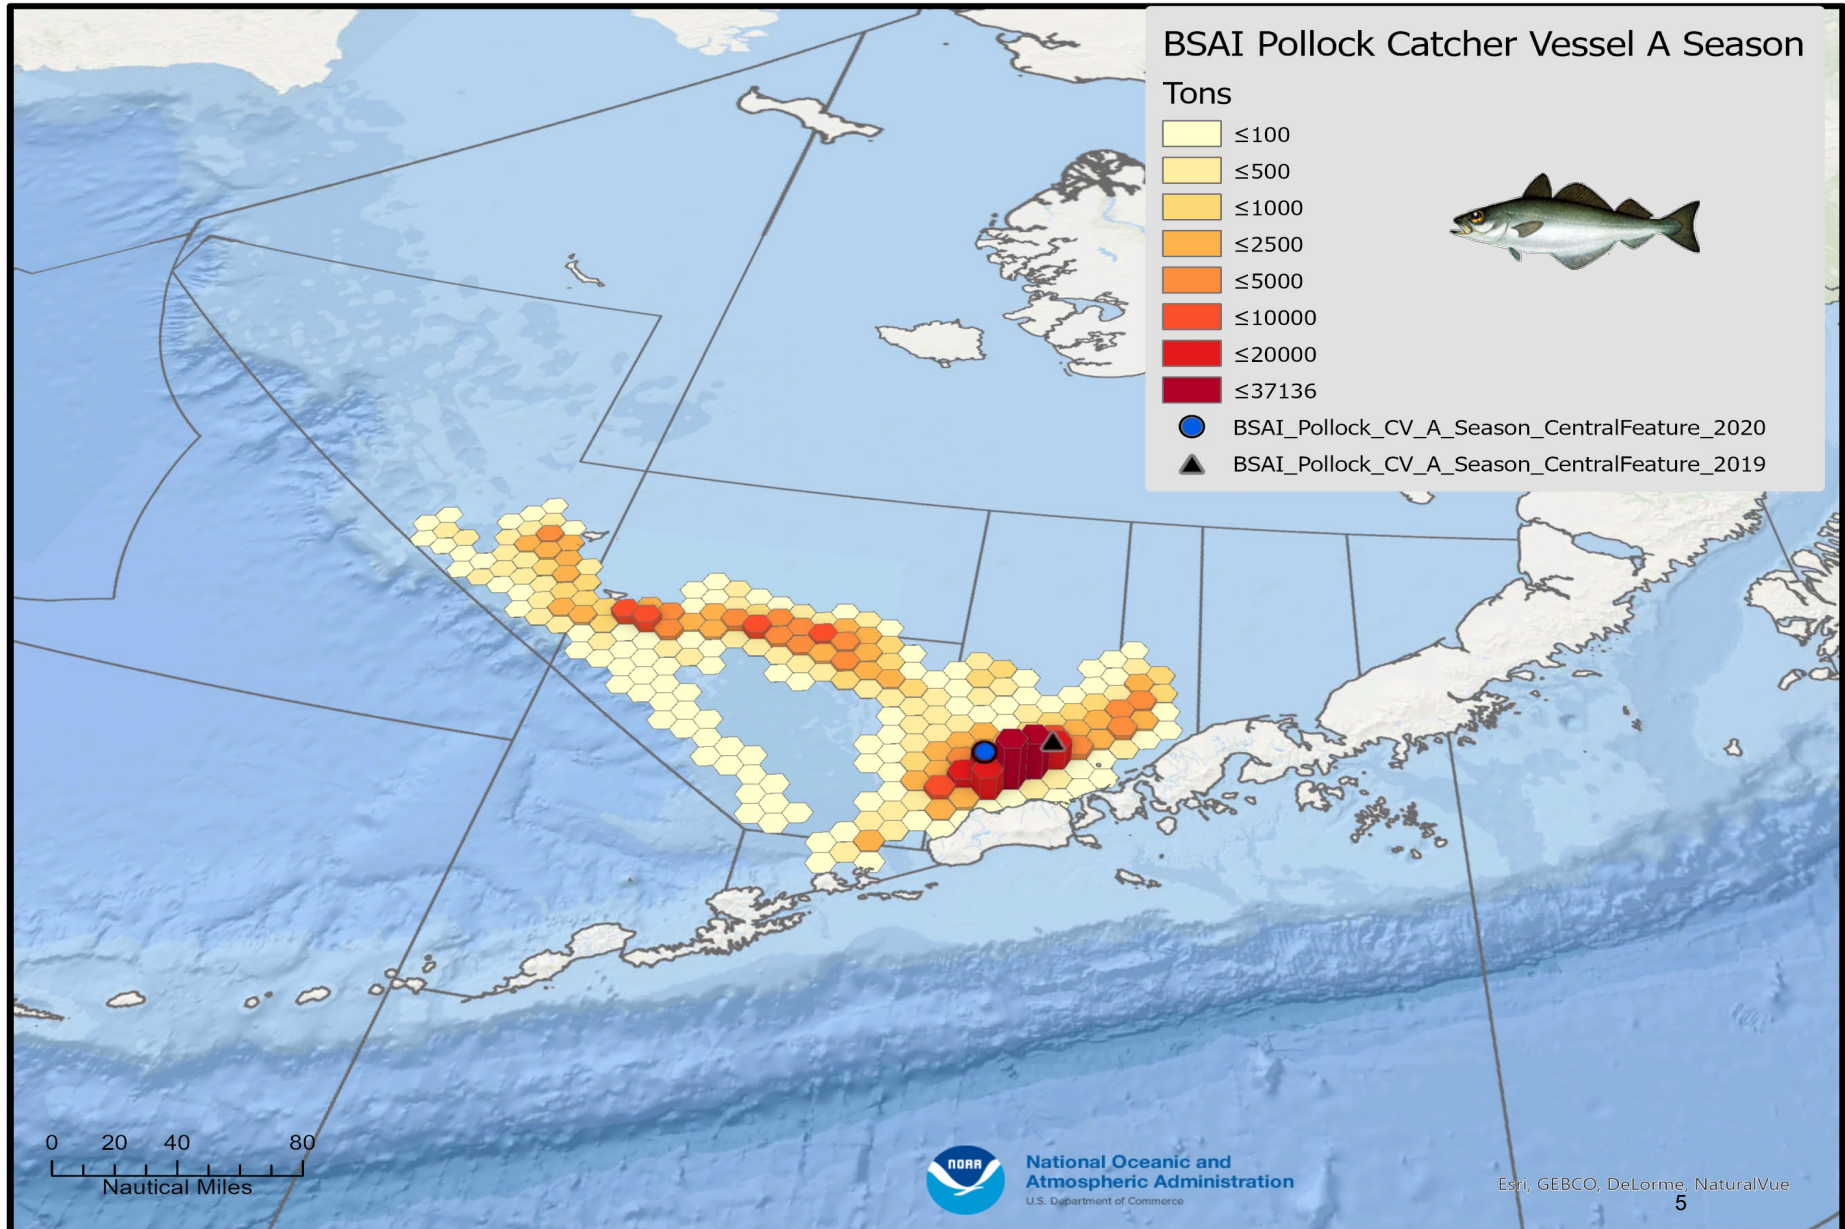 BSAI Pollock Catcher Vessel A Season
Tons
≤100
≤500
≤1000
≤2500
≤5000
≤10000
≤20000
≤37136
BSAI_Pollock_CV_A_Season_CentralFeature_2020
BSAI_Pollock_CV_A_Season_CentralFeature_2019
0 20 40 80
Nautical Miles
NOAA
National Oceanic and
Atmospheric Administration
U.S. Department of Commerce
Esri, GEBCO, DeLorme, NaturalVue
5